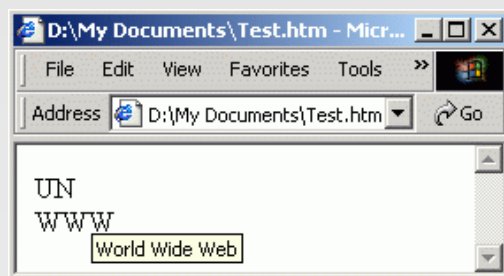 D:\My Documents\Test.htm - Micr...
File Edit View Favorites Tools »
Address D:\My Documents\Test.htm Go
UN
WWW
World Wide Web